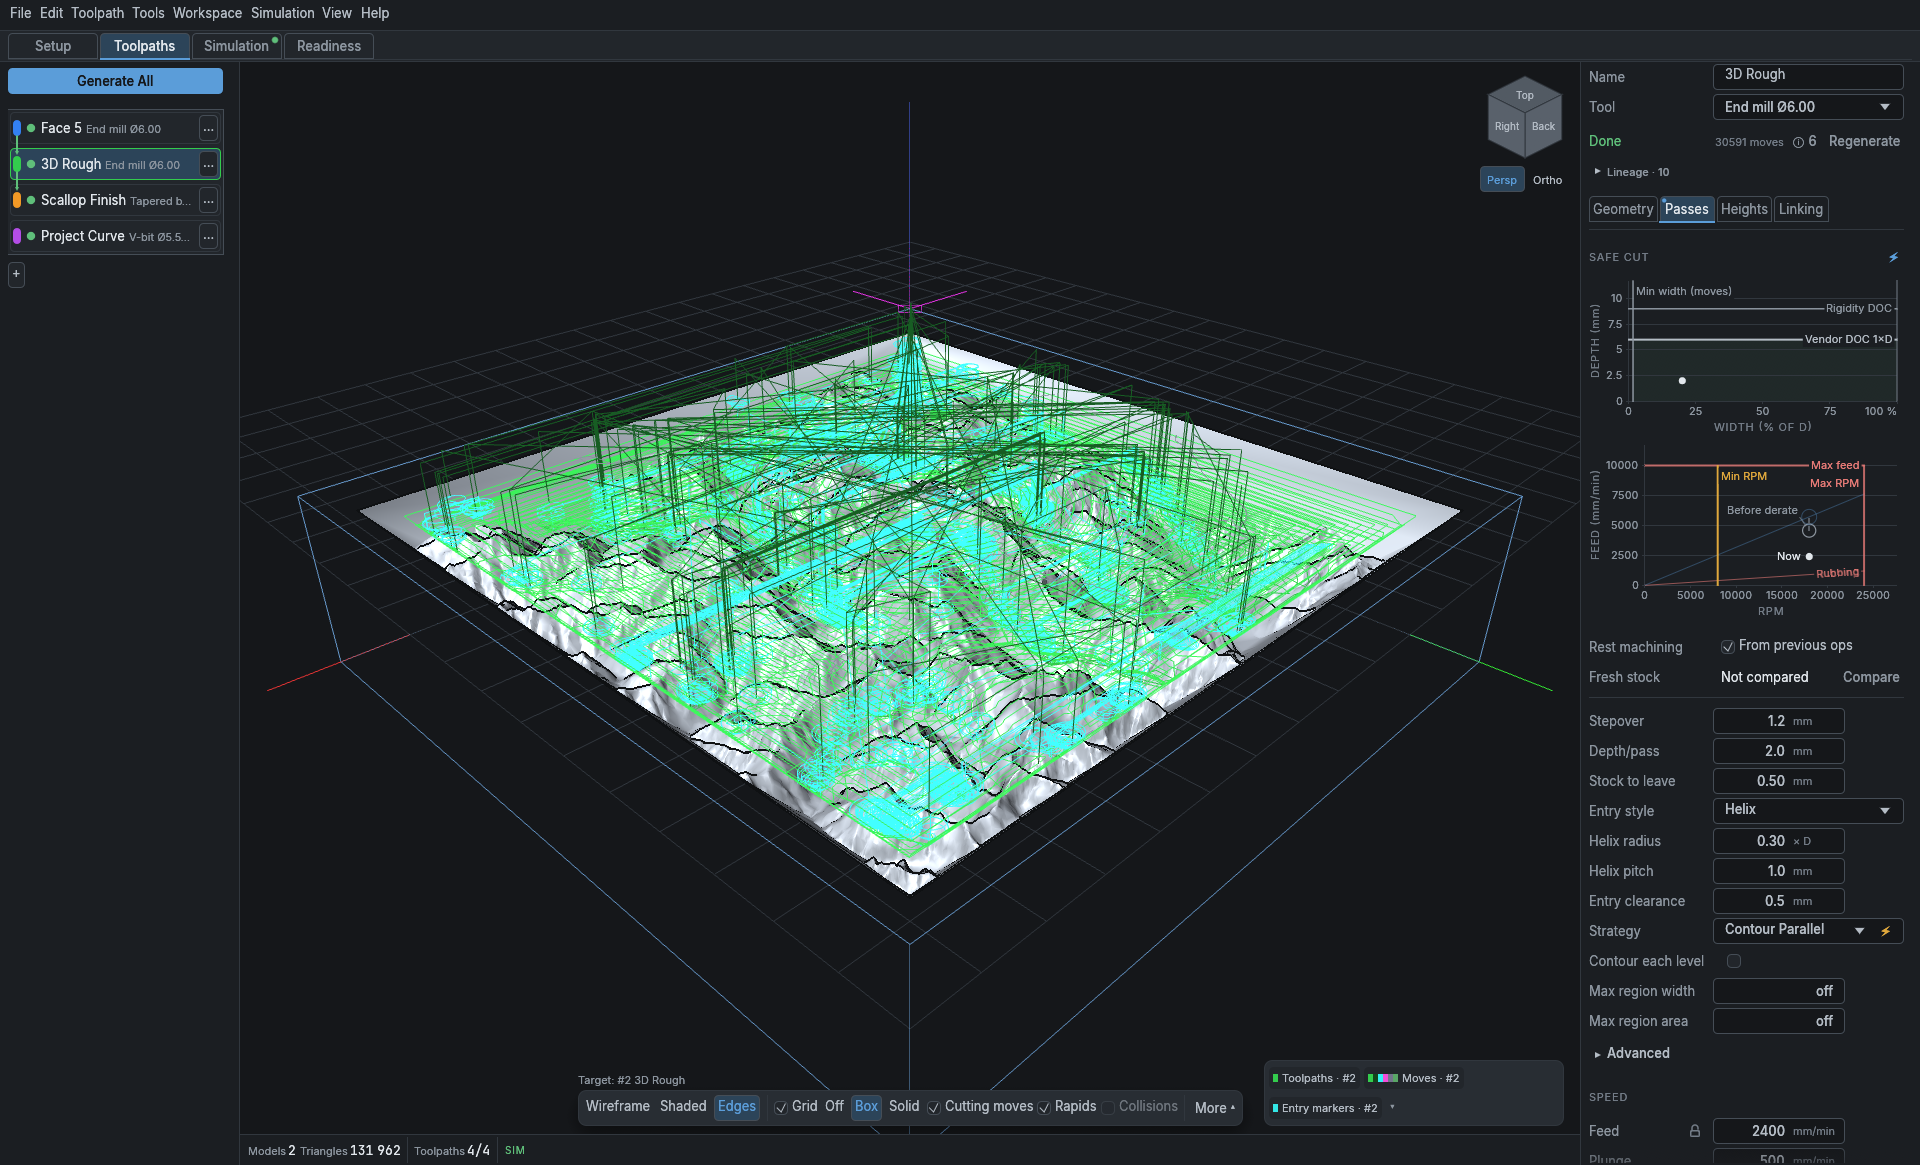 File Edit Toolpath Tools Workspace Simulation View Help
Setup Toolpaths Simulation Readiness
Generate All
Face 5 End mill Ø6.00 ...
3D Rough End mill Ø6.00 ...
Scallop Finish Tapered b... ...
Project Curve V-bit Ø5.5... ...
+
Top
Right Back
Persp Ortho
Name 3D Rough
Tool End mill Ø6.00
Done 30591 moves 6 Regenerate
Lineage · 10
Geometry Passes Heights Linking
SAFE CUT
DEPTH (mm)
10
7.5
5
2.5
0
Min width (moves)
Rigidity DOC
Vendor DOC 1×D
0 25 50 75 100 %
WIDTH (% OF D)
FEED (mm/min)
10000
7500
5000
2500
0
Max feed
Min RPM
Max RPM
Before derate
Now
Rubbing
0 5000 10000 15000 20000 25000
RPM
Rest machining From previous ops
Fresh stock Not compared Compare
Stepover 1.2 mm
Depth/pass 2.0 mm
Stock to leave 0.50 mm
Entry style Helix
Helix radius 0.30 × D
Helix pitch 1.0 mm
Entry clearance 0.5 mm
Strategy Contour Parallel
Contour each level
Max region width off
Max region area off
Advanced
SPEED
Feed 2400 mm/min
Plunge 500 mm/min
Target: #2 3D Rough
Wireframe Shaded Edges Grid Off Box Solid Cutting moves Rapids Collisions More
Toolpaths · #2 Moves · #2
Entry markers · #2
Models 2 Triangles 131 962 Toolpaths 4/4 SIM